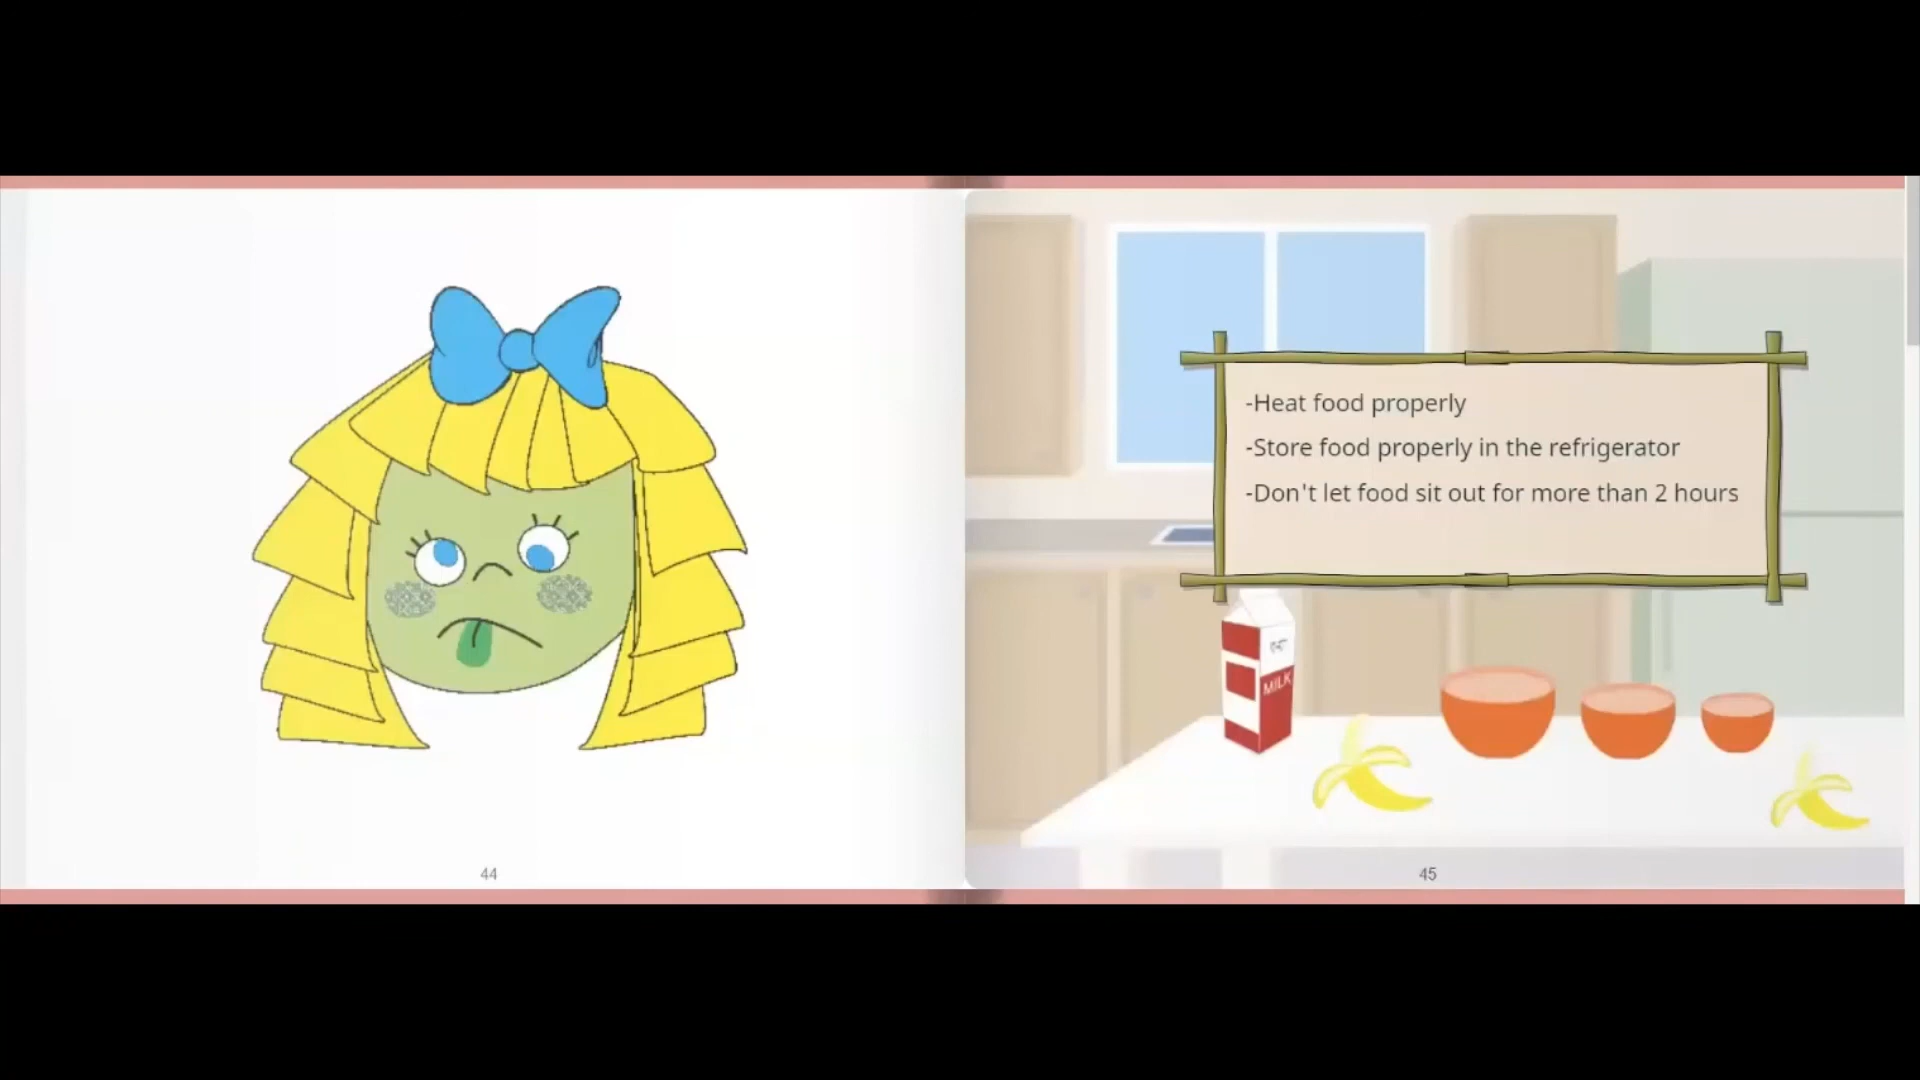 -Heat food properly
-Store food properly in the refrigerator
-Don't let food sit out for more than 2 hours
MILK
44
45